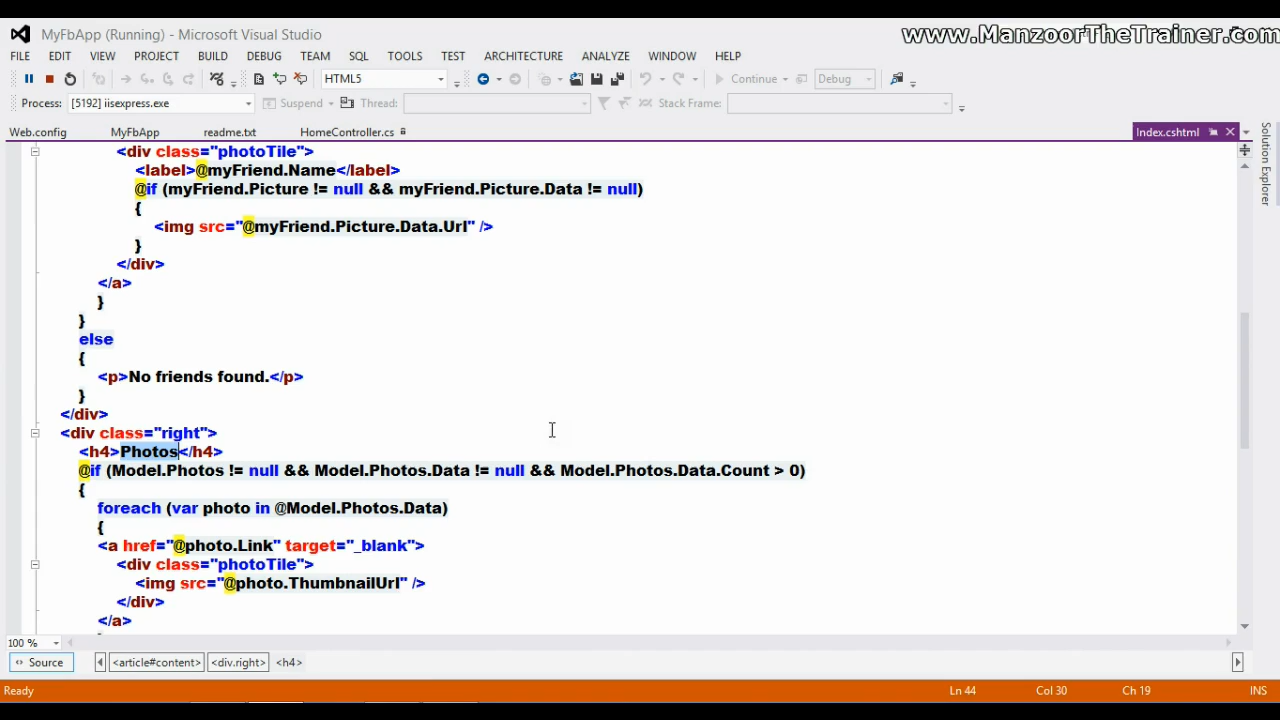 MyFbApp (Running) - Microsoft Visual Studio
www.ManzoorTheTrainer.com
FILE EDIT VIEW PROJECT BUILD DEBUG TEAM SQL TOOLS TEST ARCHITECTURE ANALYZE WINDOW HELP
HTML5 Continue Debug
Process: [5192] iisexpress.exe Suspend Thread: Stack Frame:
Web.config MyFbApp readme.txt HomeController.cs Index.cshtml
Solution Explorer
<div class="photoTile">
<label>@myFriend.Name</label>
@if (myFriend.Picture != null && myFriend.Picture.Data != null)
{
<img src="@myFriend.Picture.Data.Url" />
}
</div>
</a>
}
}
else
{
<p>No friends found.</p>
}
</div>
<div class="right">
<h4>Photos</h4>
@if (Model.Photos != null && Model.Photos.Data != null && Model.Photos.Data.Count > 0)
{
foreach (var photo in @Model.Photos.Data)
{
<a href="@photo.Link" target="_blank">
<div class="photoTile">
<img src="@photo.ThumbnailUrl" />
</div>
</a>
100 %
Source <article#content> <div.right> <h4>
Ready Ln 44 Col 30 Ch 19 INS